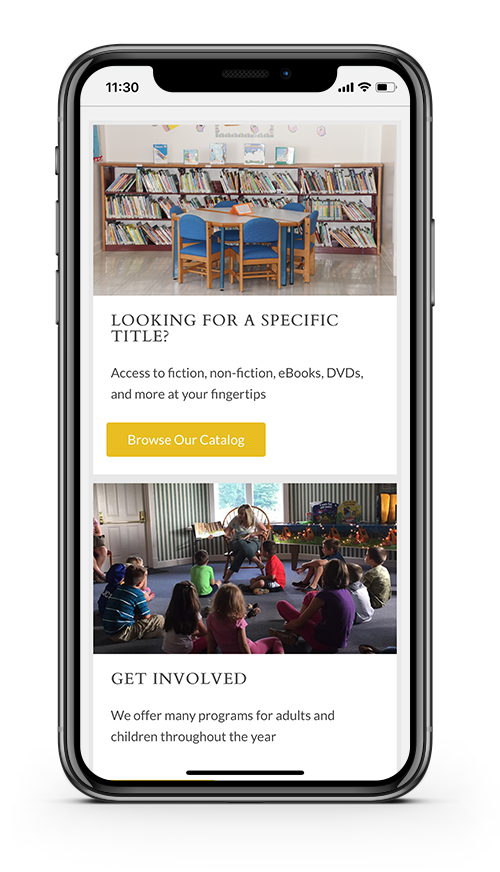 11:30
LOOKING FOR A SPECIFIC
TITLE?
Access to fiction, non-fiction, eBooks, DVDs,
and more at your fingertips
Browse Our Catalog
GET INVOLVED
We offer many programs for adults and
children throughout the year